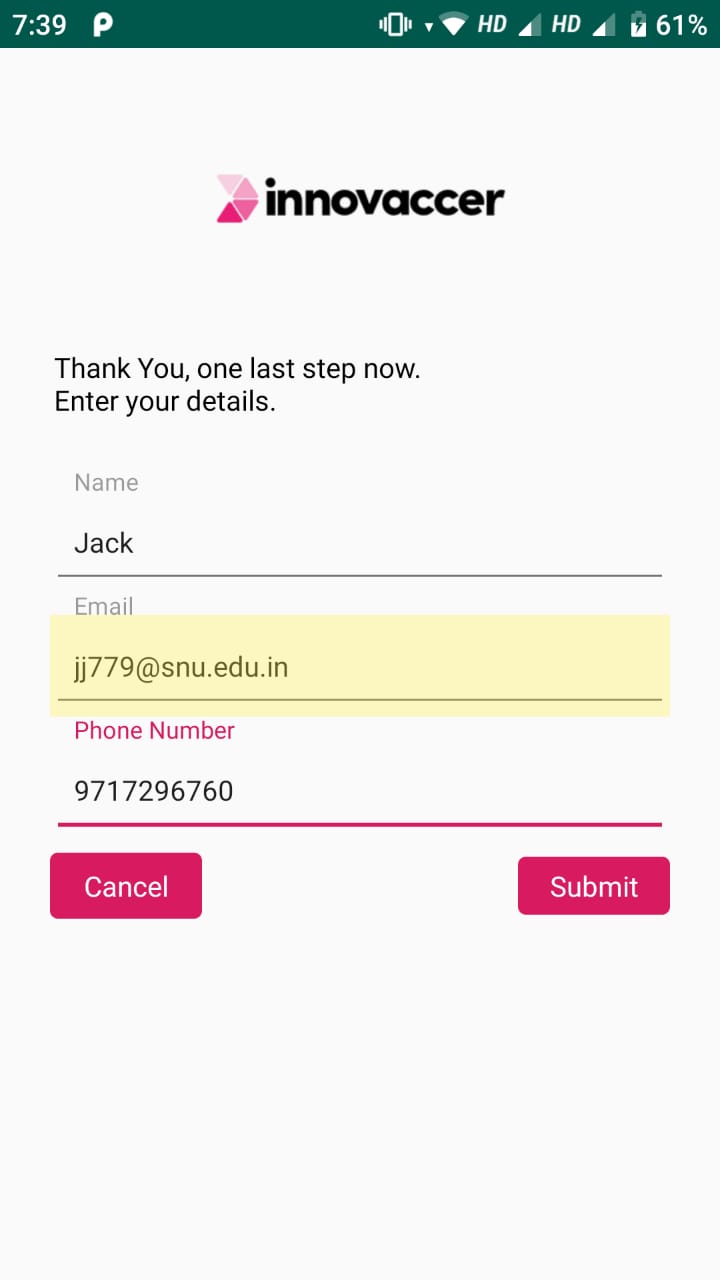 7:39 HD HD 61%
innovaccer
Thank You, one last step now.
Enter your details.
Name
Jack
Email
jj779@snu.edu.in
Phone Number
9717296760
Cancel Submit